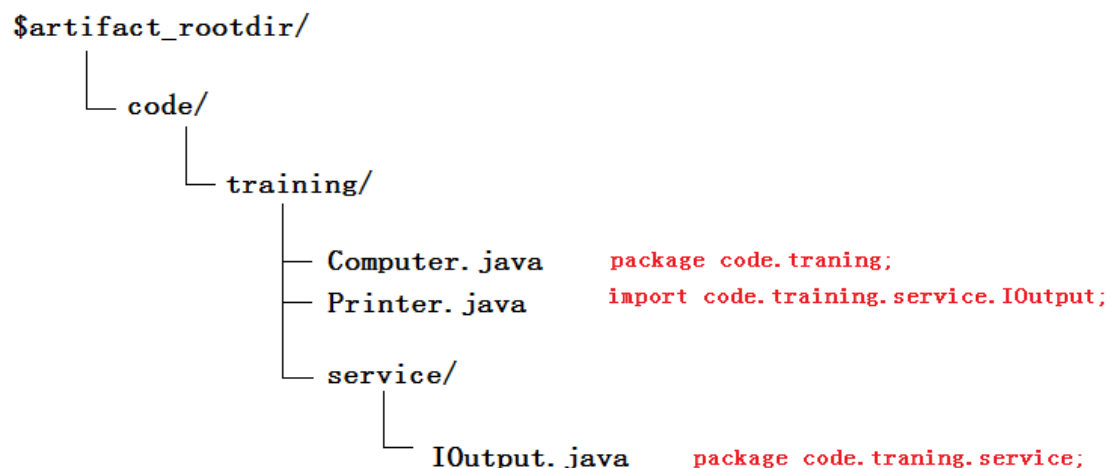 $artifact_rootdir/
code/
training/
Computer.java package code.traning;
Printer.java import code.training.service.IOutput;
service/
IOutput.java package code.traning.service;